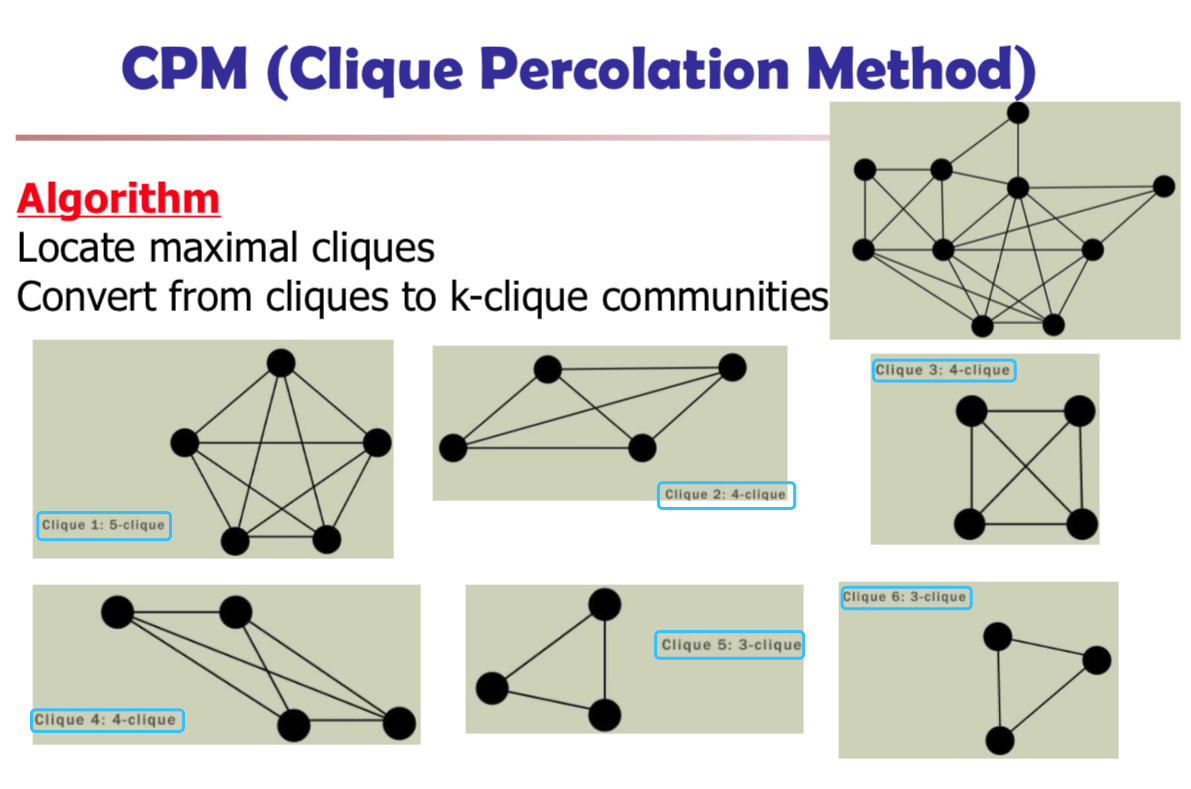 CPM (Clique Percolation Method)
Algorithm
Locate maximal cliques
Convert from cliques to k-clique communities
Clique 1: 5-clique
Clique 2: 4-clique
Clique 3: 4-clique
Clique 4: 4-clique
Clique 5: 3-clique
Clique 6: 3-clique